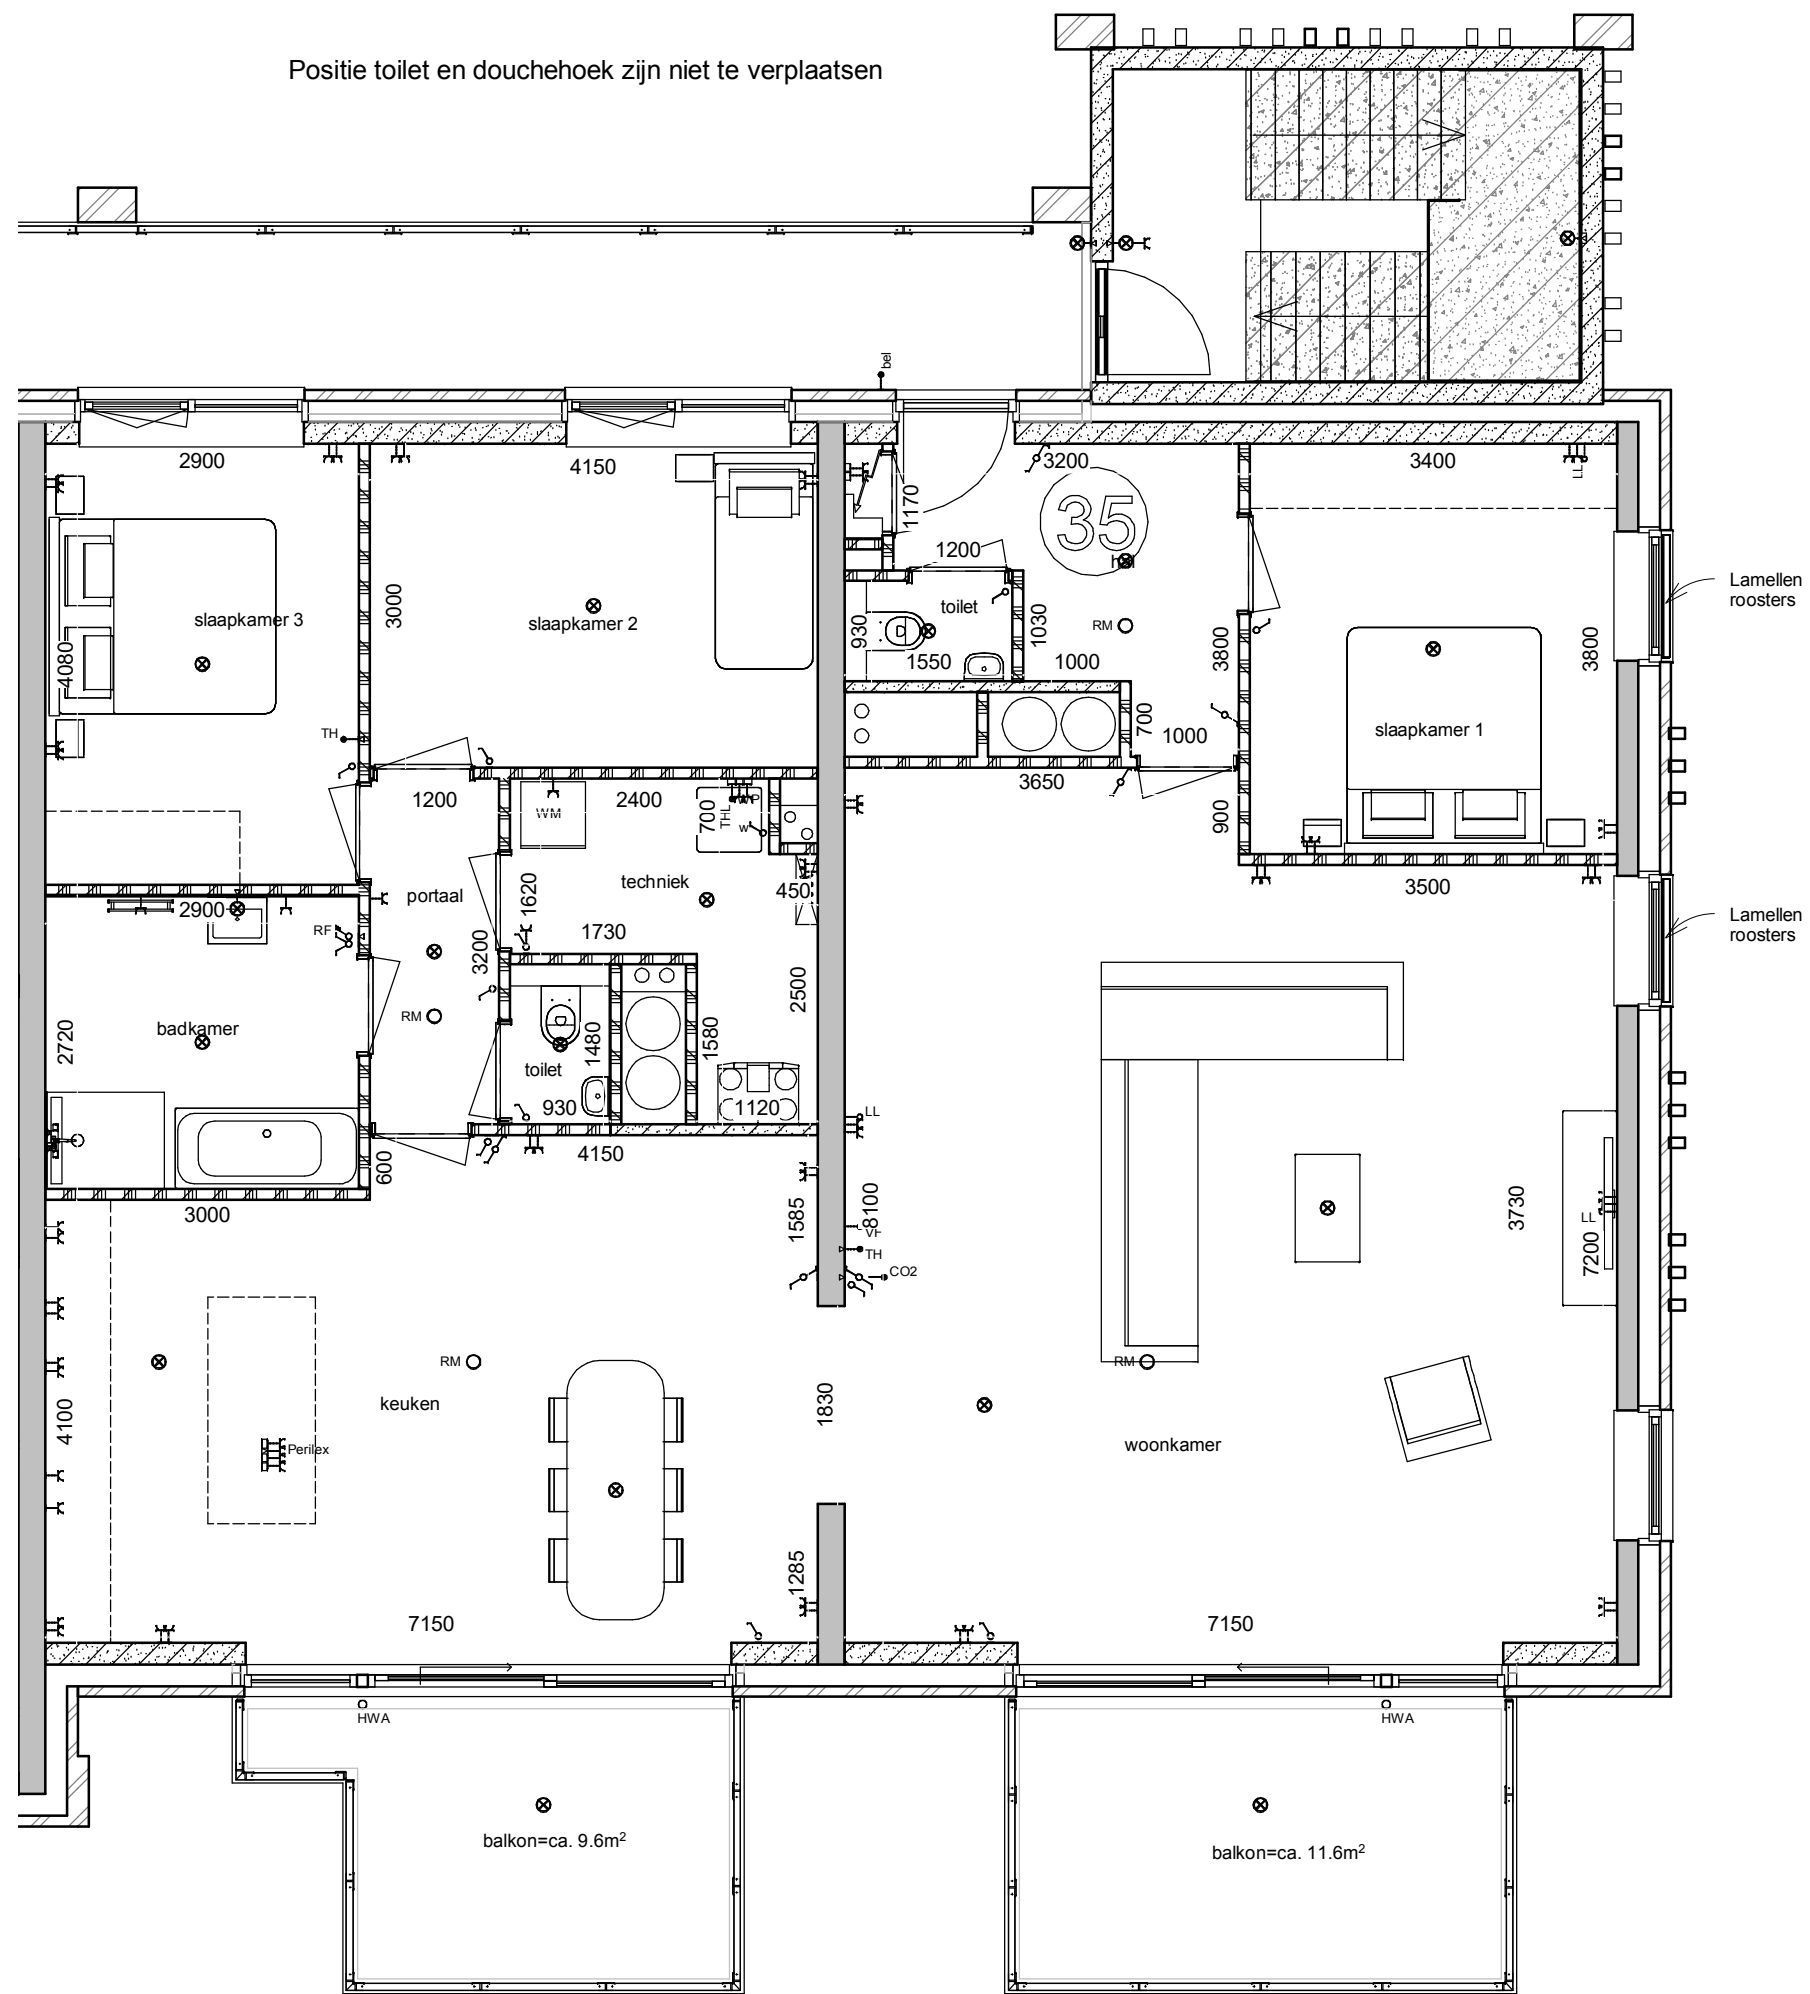 Positie toilet en douchehoek zijn niet te verplaatsen
bel
2900
4150
3200
3400
LL
1170
35
hal
1200
Lamellen
roosters
3000
slaapkamer 3
slaapkamer 2
toilet
930
1030
RM
4080
1550
1000
3800
3800
slaapkamer 1
TH
700
1000
3650
1200
2400
WM
700
THL
W
900
portaal
techniek
450
1620
3500
2900
RF
1730
Lamellen
roosters
3200
2500
RM
badkamer
2720
1480
1580
toilet
930
1120
LL
4150
600
3000
1585
8100
VF
TH
CO2
3730
LL
7200
RM
RM
keuken
4100
1830
Perilex
woonkamer
1285
7150
7150
HWA
HWA
balkon=ca. 9.6m²
balkon=ca. 11.6m²